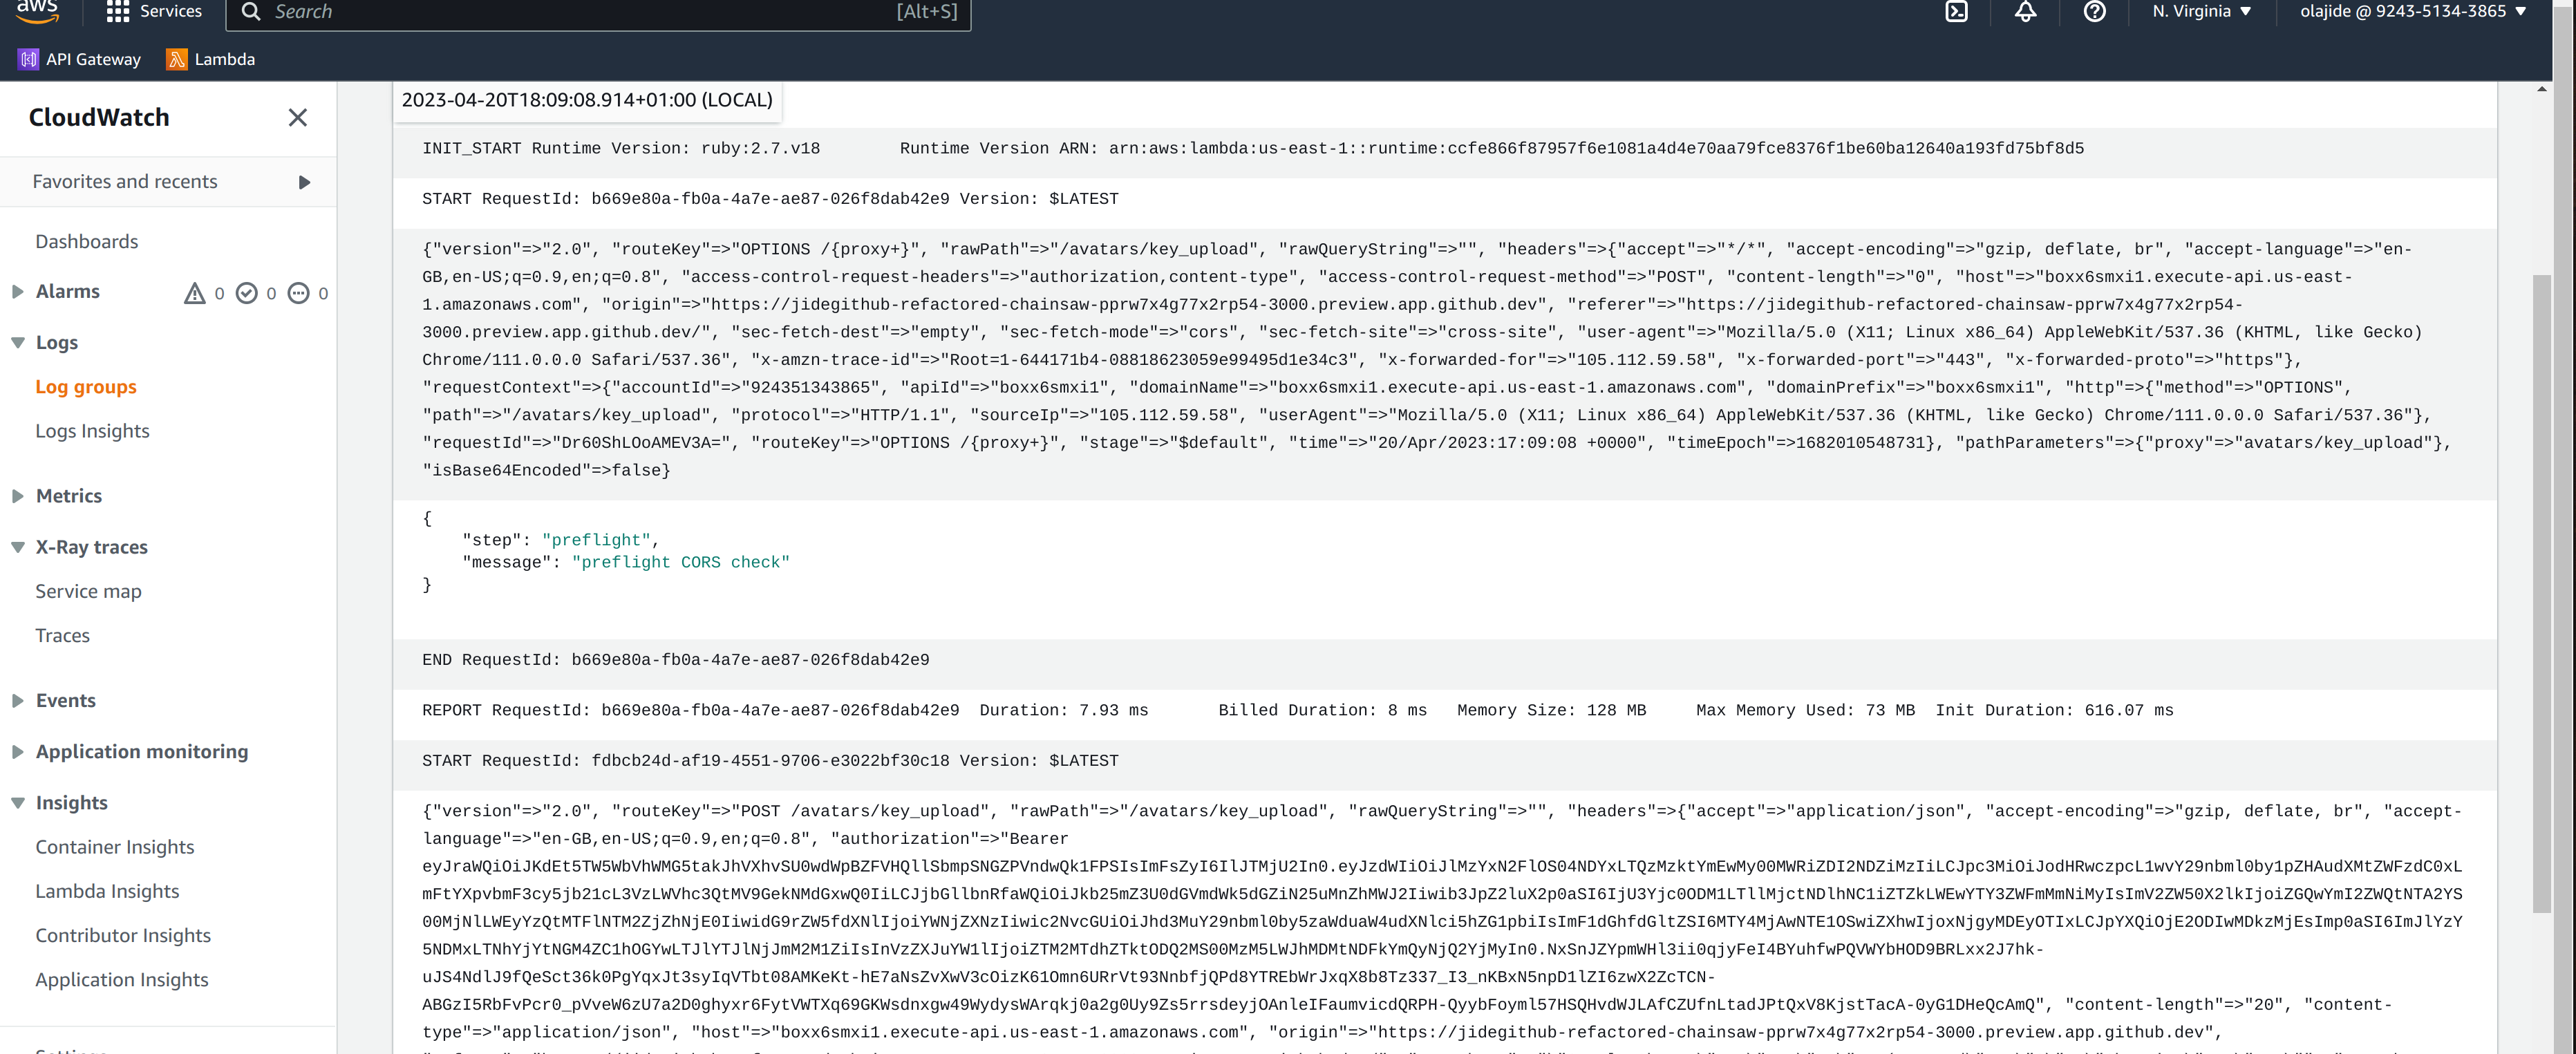 aws
Services
Search
[Alt+S]
N. Virginia
olajide @ 9243-5134-3865
API Gateway
Lambda
CloudWatch
Favorites and recents
Dashboards
Alarms 0 0 0
Logs
Log groups
Logs Insights
Metrics
X-Ray traces
Service map
Traces
Events
Application monitoring
Insights
Container Insights
Lambda Insights
Contributor Insights
Application Insights
2023-04-20T18:09:08.914+01:00 (LOCAL)
INIT_START Runtime Version: ruby:2.7.v18 Runtime Version ARN: arn:aws:lambda:us-east-1::runtime:ccfe866f87957f6e1081a4d4e70aa79fce8376f1be60ba12640a193fd75bf8d5
START RequestId: b669e80a-fb0a-4a7e-ae87-026f8dab42e9 Version: $LATEST
{"version"=>"2.0", "routeKey"=>"OPTIONS /{proxy+}", "rawPath"=>"/avatars/key_upload", "rawQueryString"=>"", "headers"=>{"accept"=>"*/*", "accept-encoding"=>"gzip, deflate, br", "accept-language"=>"en-
GB,en-US;q=0.9,en;q=0.8", "access-control-request-headers"=>"authorization,content-type", "access-control-request-method"=>"POST", "content-length"=>"0", "host"=>"boxx6smxi1.execute-api.us-east-
1.amazonaws.com", "origin"=>"https://jidegithub-refactored-chainsaw-pprw7x4g77x2rp54-3000.preview.app.github.dev", "referer"=>"https://jidegithub-refactored-chainsaw-pprw7x4g77x2rp54-
3000.preview.app.github.dev/", "sec-fetch-dest"=>"empty", "sec-fetch-mode"=>"cors", "sec-fetch-site"=>"cross-site", "user-agent"=>"Mozilla/5.0 (X11; Linux x86_64) AppleWebKit/537.36 (KHTML, like Gecko)
Chrome/111.0.0.0 Safari/537.36", "x-amzn-trace-id"=>"Root=1-644171b4-08818623059e99495d1e34c3", "x-forwarded-for"=>"105.112.59.58", "x-forwarded-port"=>"443", "x-forwarded-proto"=>"https"},
"requestContext"=>{"accountId"=>"924351343865", "apiId"=>"boxx6smxi1", "domainName"=>"boxx6smxi1.execute-api.us-east-1.amazonaws.com", "domainPrefix"=>"boxx6smxi1", "http"=>{"method"=>"OPTIONS",
"path"=>"/avatars/key_upload", "protocol"=>"HTTP/1.1", "sourceIp"=>"105.112.59.58", "userAgent"=>"Mozilla/5.0 (X11; Linux x86_64) AppleWebKit/537.36 (KHTML, like Gecko) Chrome/111.0.0.0 Safari/537.36"},
"requestId"=>"Dr60ShLOoAMEV3A=", "routeKey"=>"OPTIONS /{proxy+}", "stage"=>"$default", "time"=>"20/Apr/2023:17:09:08 +0000", "timeEpoch"=>1682010548731}, "pathParameters"=>{"proxy"=>"avatars/key_upload"},
"isBase64Encoded"=>false}
{
"step": "preflight",
"message": "preflight CORS check"
}
END RequestId: b669e80a-fb0a-4a7e-ae87-026f8dab42e9
REPORT RequestId: b669e80a-fb0a-4a7e-ae87-026f8dab42e9 Duration: 7.93 ms Billed Duration: 8 ms Memory Size: 128 MB Max Memory Used: 73 MB Init Duration: 616.07 ms
START RequestId: fdbcb24d-af19-4551-9706-e3022bf30c18 Version: $LATEST
{"version"=>"2.0", "routeKey"=>"POST /avatars/key_upload", "rawPath"=>"/avatars/key_upload", "rawQueryString"=>"", "headers"=>{"accept"=>"application/json", "accept-encoding"=>"gzip, deflate, br", "accept-
language"=>"en-GB,en-US;q=0.9,en;q=0.8", "authorization"=>"Bearer
"content-length"=>"20", "content-
type"=>"application/json", "host"=>"boxx6smxi1.execute-api.us-east-1.amazonaws.com", "origin"=>"https://jidegithub-refactored-chainsaw-pprw7x4g77x2rp54-3000.preview.app.github.dev",